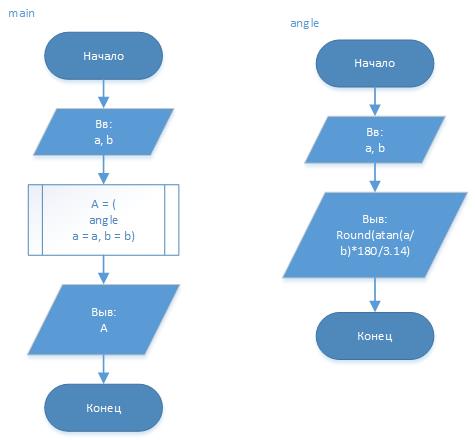 main
Начало
Вв:
a, b
A = (
angle
a = a, b = b)
Выв:
A
Конец
angle
Начало
Вв:
a, b
Выв:
Round(atan(a/
b)*180/3.14)
Конец